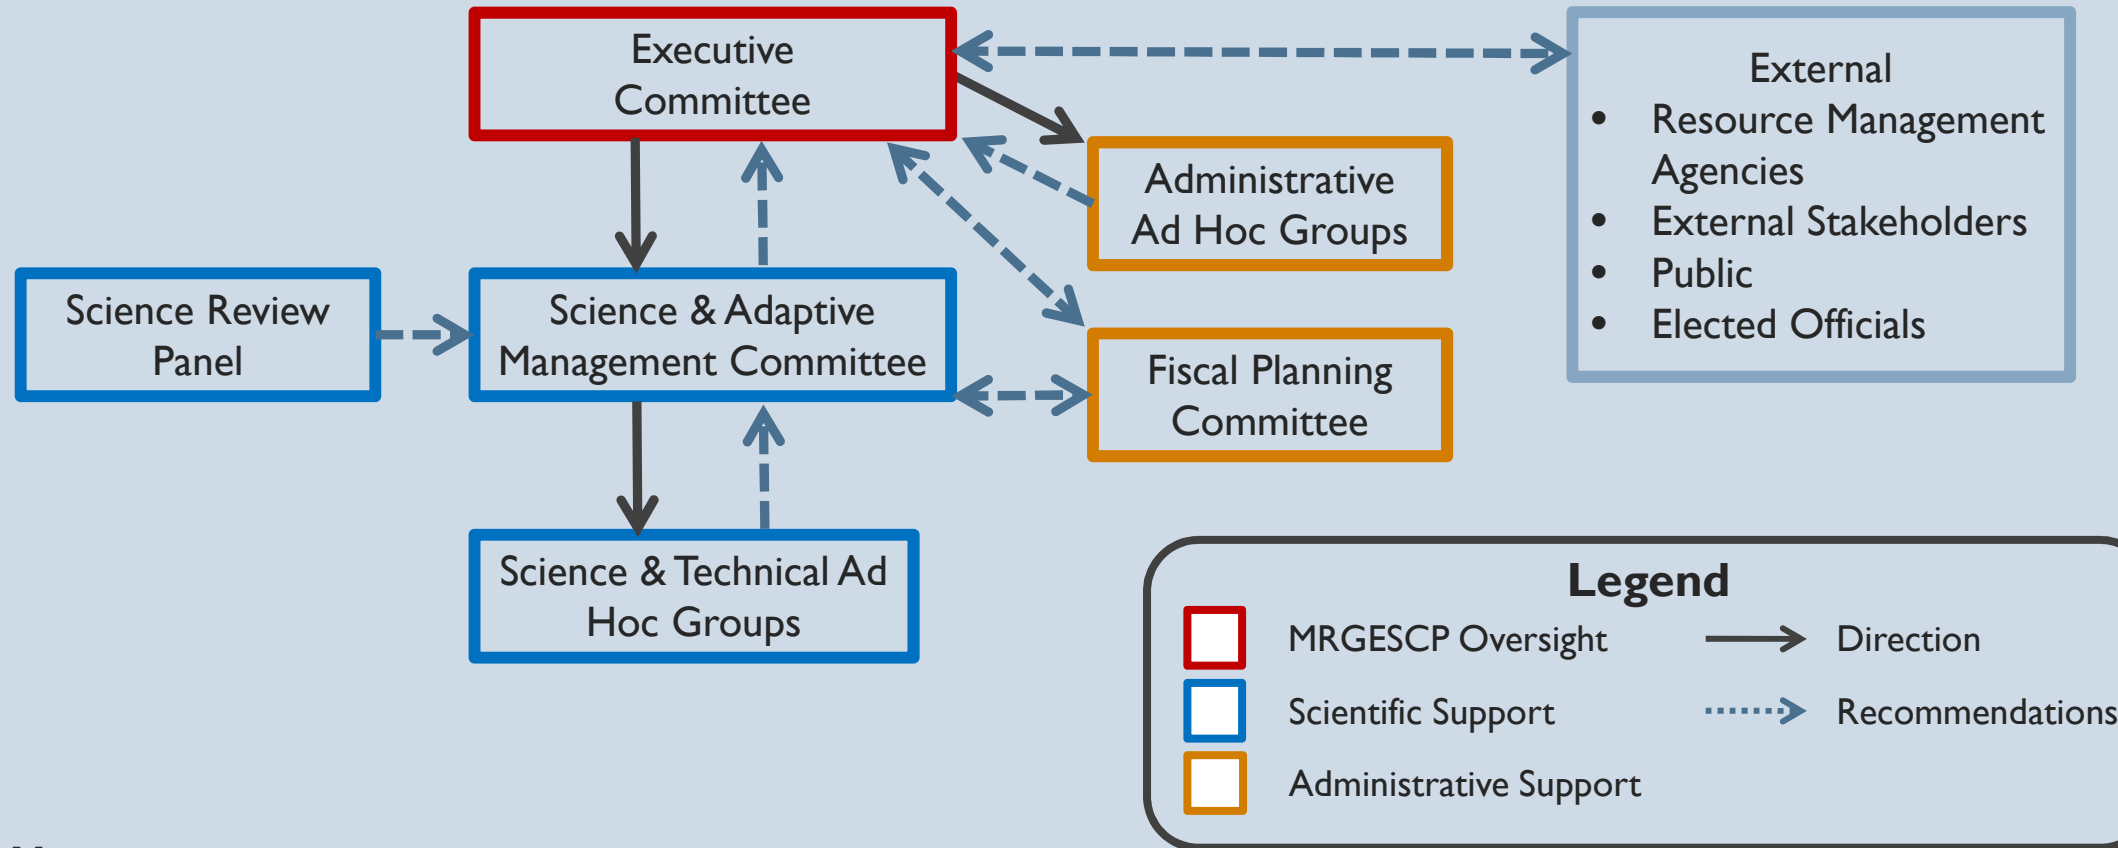 Executive
Committee
External
• Resource Management
Agencies
• External Stakeholders
• Public
• Elected Officials
Administrative
Ad Hoc Groups
Science Review
Panel
Science & Adaptive
Management Committee
Fiscal Planning
Committee
Science & Technical Ad
Hoc Groups
Legend
MRGESCP Oversight
Direction
Scientific Support
Recommendations
Administrative Support